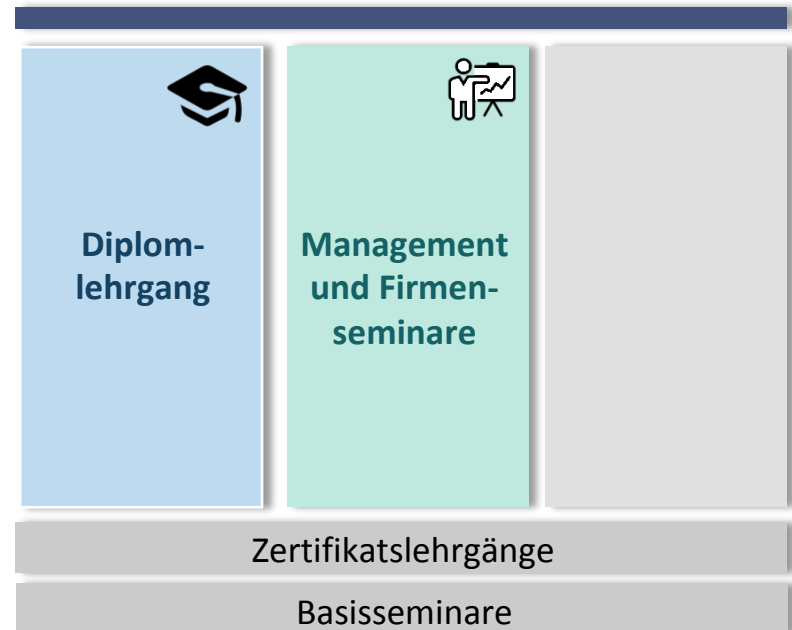 Diplom-
lehrgang
Management
und Firmen-
seminare
Zertifikatslehrgänge
Basisseminare